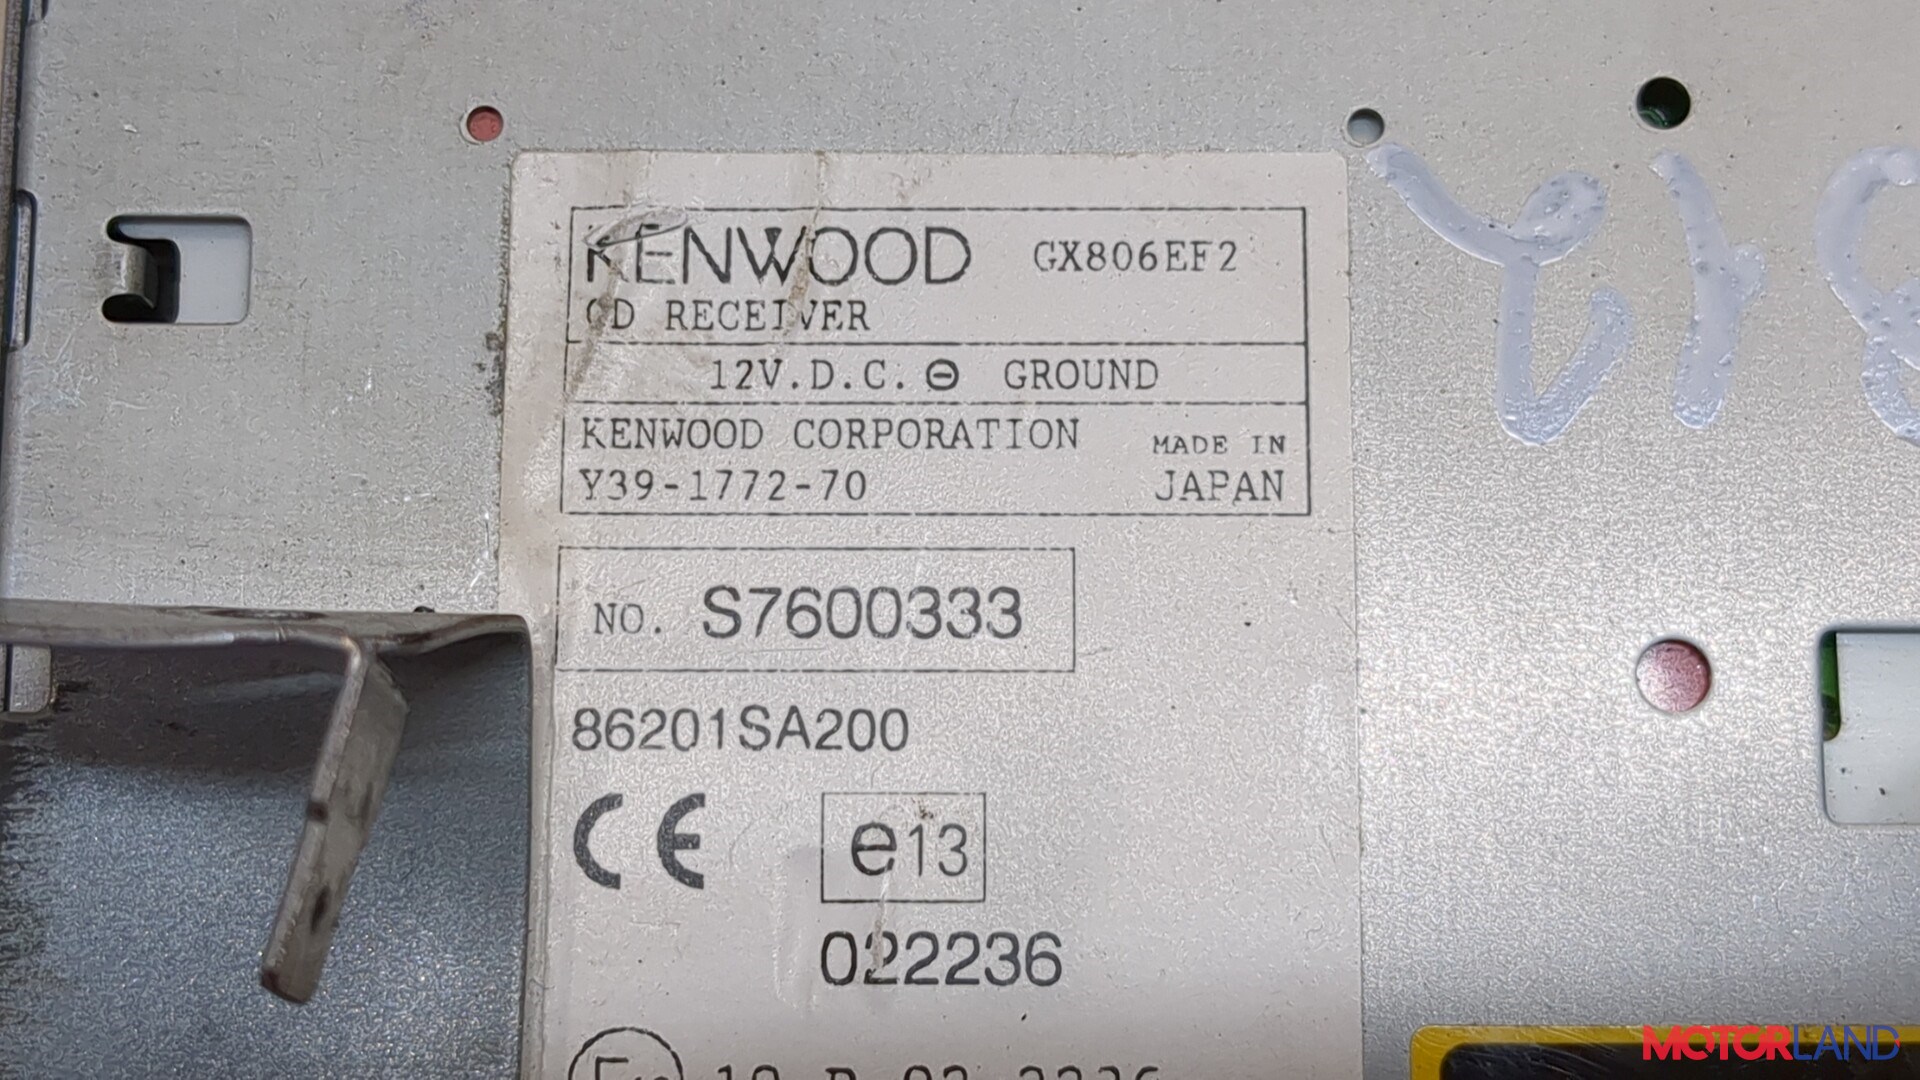 KENWOOD GX806EF2
CD RECEIVER
12V.D.C. ⊖ GROUND
KENWOOD CORPORATION MADE IN
Y39-1772-70 JAPAN
NO. S7600333
86201SA200
CE e13
022236
MOTORLAND